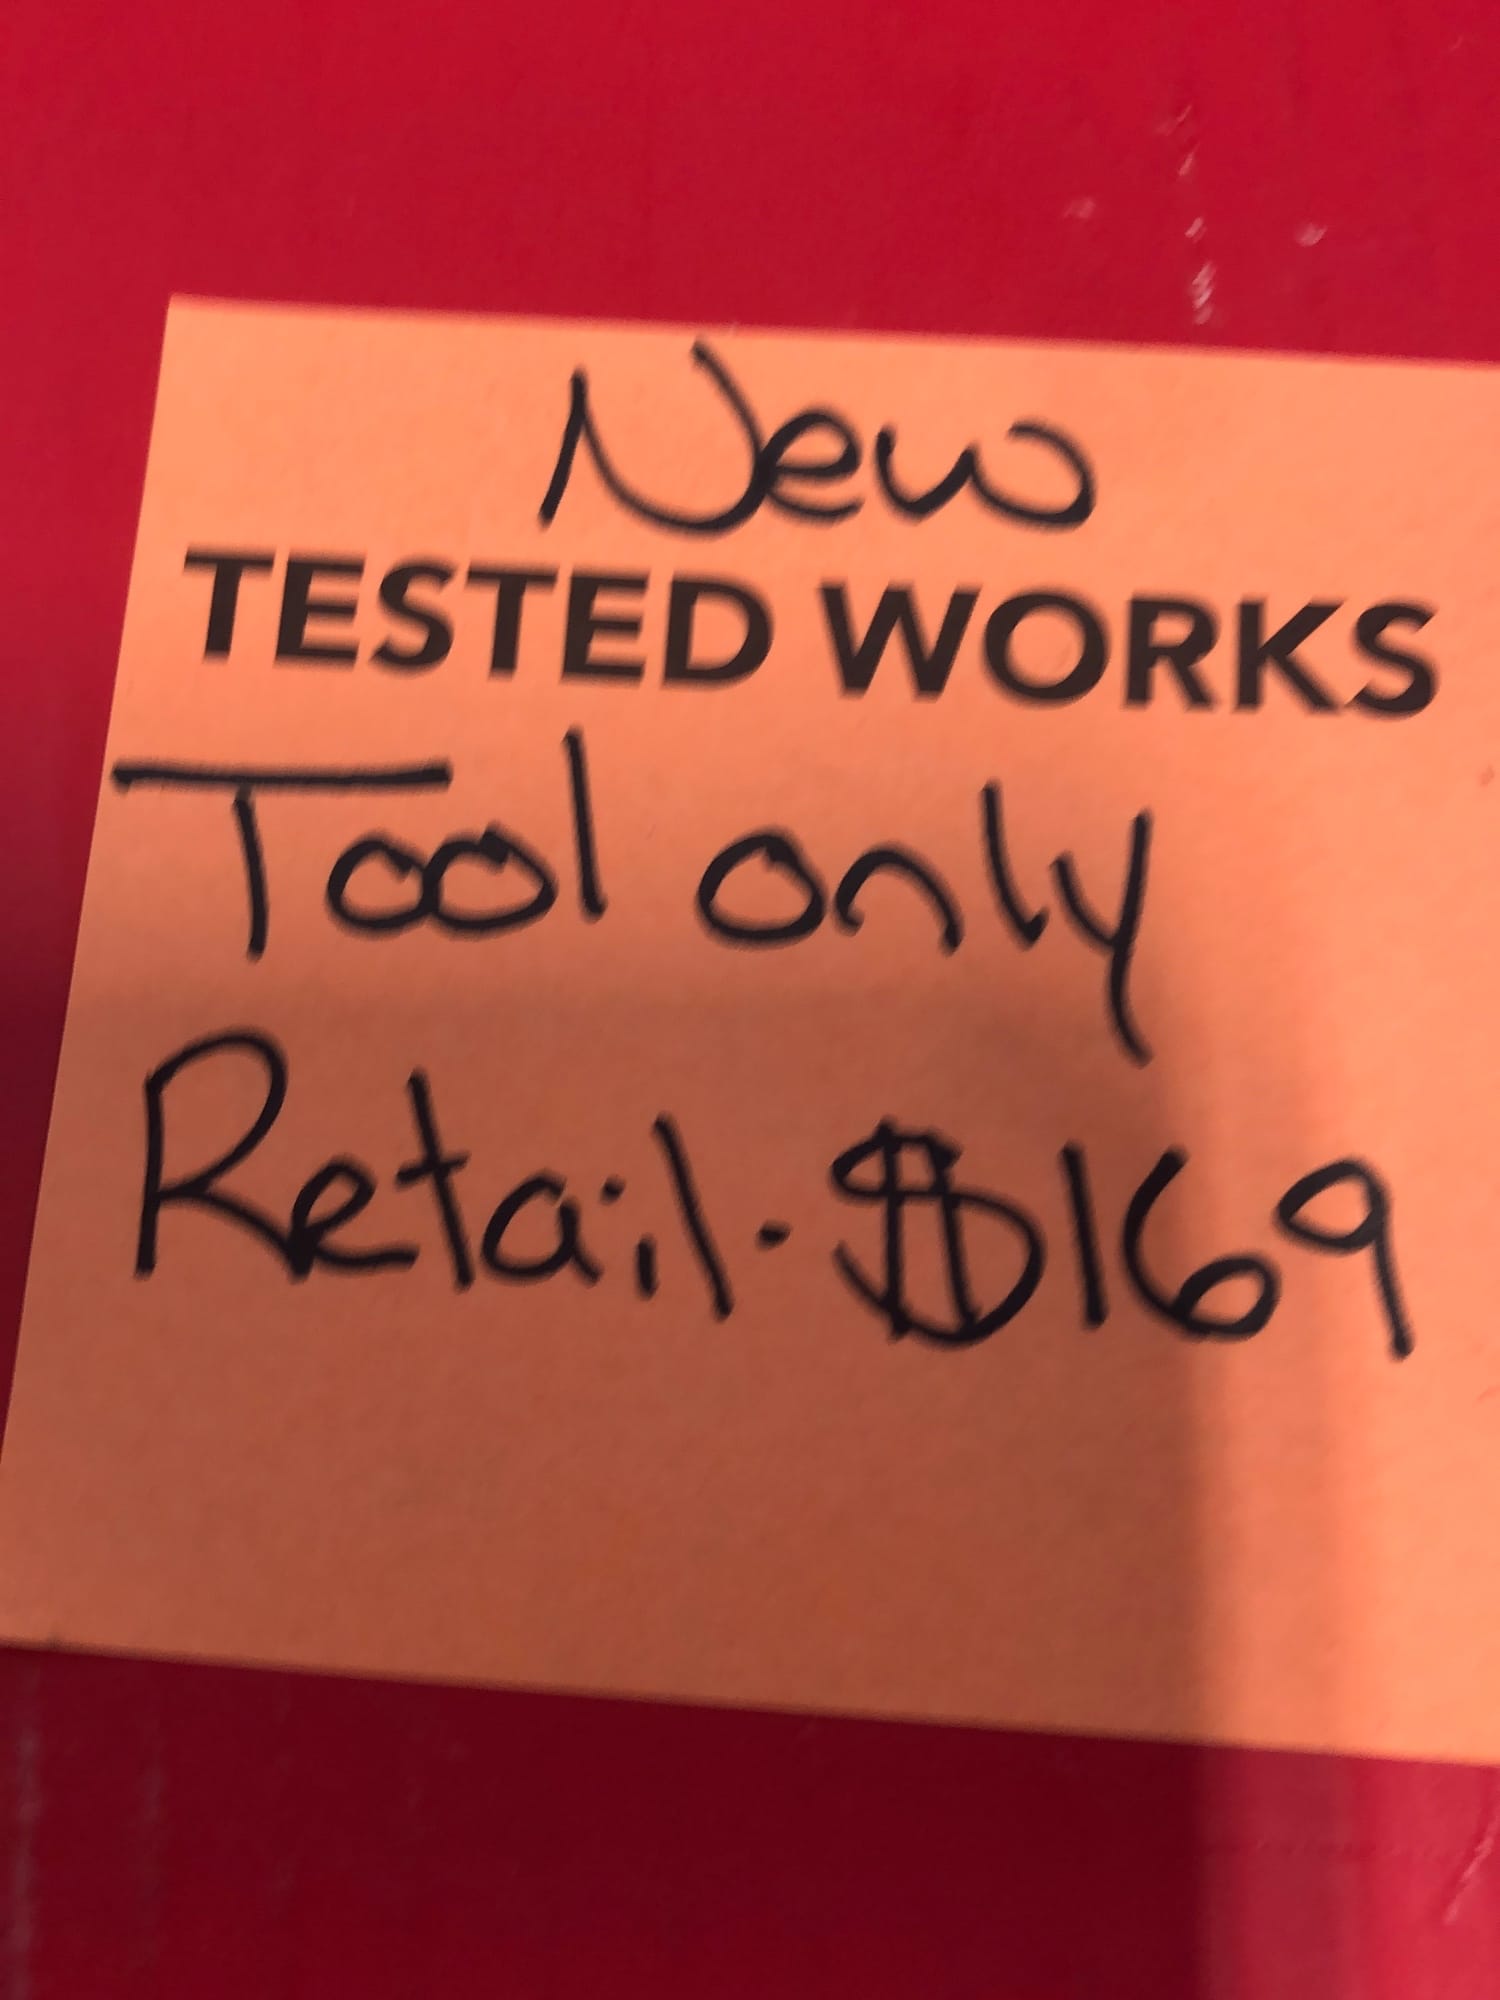 New
TESTED WORKS
Tool only
Retail. $169